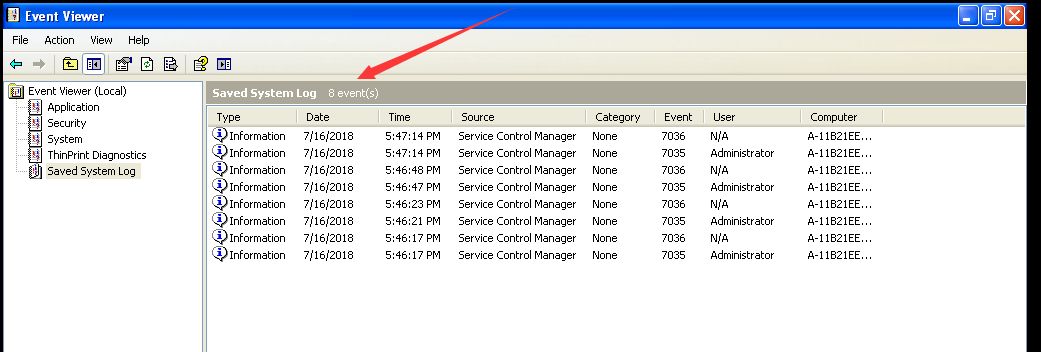 Event Viewer
File Action View Help
Event Viewer (Local)
Application
Security
System
ThinPrint Diagnostics
Saved System Log
Saved System Log 8 event(s)
Type Date Time Source Category Event User Computer
Information 7/16/2018 5:47:14 PM Service Control Manager None 7036 N/A A-11B21EE...
Information 7/16/2018 5:47:14 PM Service Control Manager None 7035 Administrator A-11B21EE...
Information 7/16/2018 5:46:48 PM Service Control Manager None 7036 N/A A-11B21EE...
Information 7/16/2018 5:46:47 PM Service Control Manager None 7035 Administrator A-11B21EE...
Information 7/16/2018 5:46:23 PM Service Control Manager None 7036 N/A A-11B21EE...
Information 7/16/2018 5:46:21 PM Service Control Manager None 7035 Administrator A-11B21EE...
Information 7/16/2018 5:46:17 PM Service Control Manager None 7036 N/A A-11B21EE...
Information 7/16/2018 5:46:17 PM Service Control Manager None 7035 Administrator A-11B21EE...